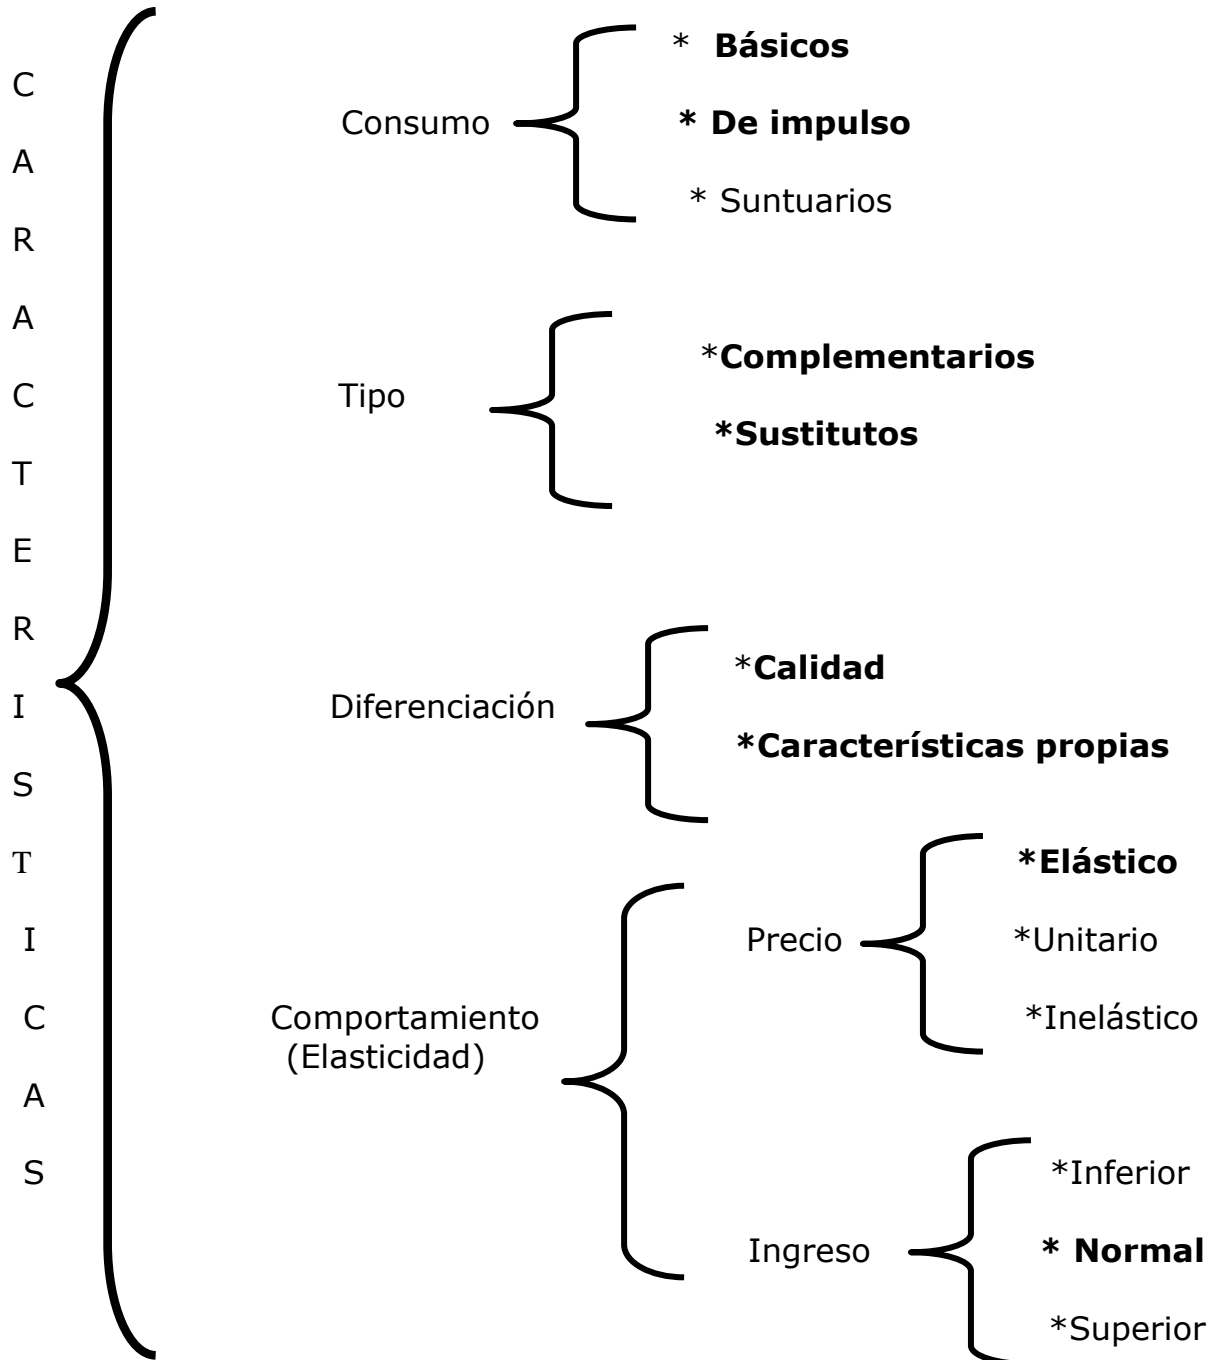 CARACTERISTICAS
Consumo
* Básicos
* De impulso
* Suntuarios
Tipo
*Complementarios
*Sustitutos
Diferenciación
*Calidad
*Características propias
Comportamiento
(Elasticidad)
Precio
*Elástico
*Unitario
*Inelástico
Ingreso
*Inferior
* Normal
*Superior